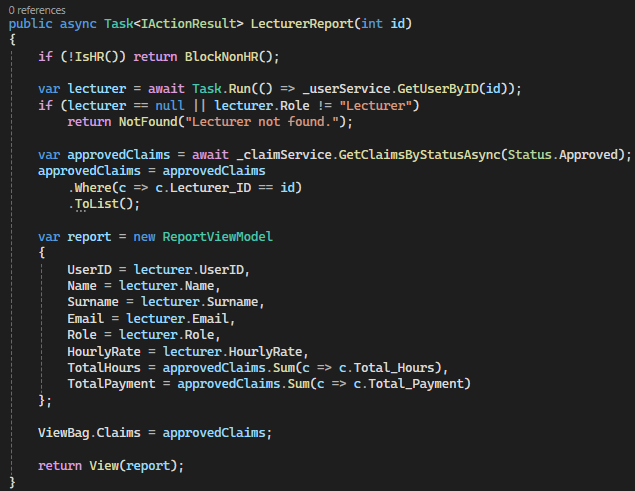 0 references
public async Task<IActionResult> LecturerReport(int id)
{
    if (!IsHR()) return BlockNonHR();

    var lecturer = await Task.Run(() => _userService.GetUserByID(id));
    if (lecturer == null || lecturer.Role != "Lecturer")
        return NotFound("Lecturer not found.");

    var approvedClaims = await _claimService.GetClaimsByStatusAsync(Status.Approved);
    approvedClaims = approvedClaims
        .Where(c => c.Lecturer_ID == id)
        .ToList();

    var report = new ReportViewModel
    {
        UserID = lecturer.UserID,
        Name = lecturer.Name,
        Surname = lecturer.Surname,
        Email = lecturer.Email,
        Role = lecturer.Role,
        HourlyRate = lecturer.HourlyRate,
        TotalHours = approvedClaims.Sum(c => c.Total_Hours),
        TotalPayment = approvedClaims.Sum(c => c.Total_Payment)
    };

    ViewBag.Claims = approvedClaims;

    return View(report);
}